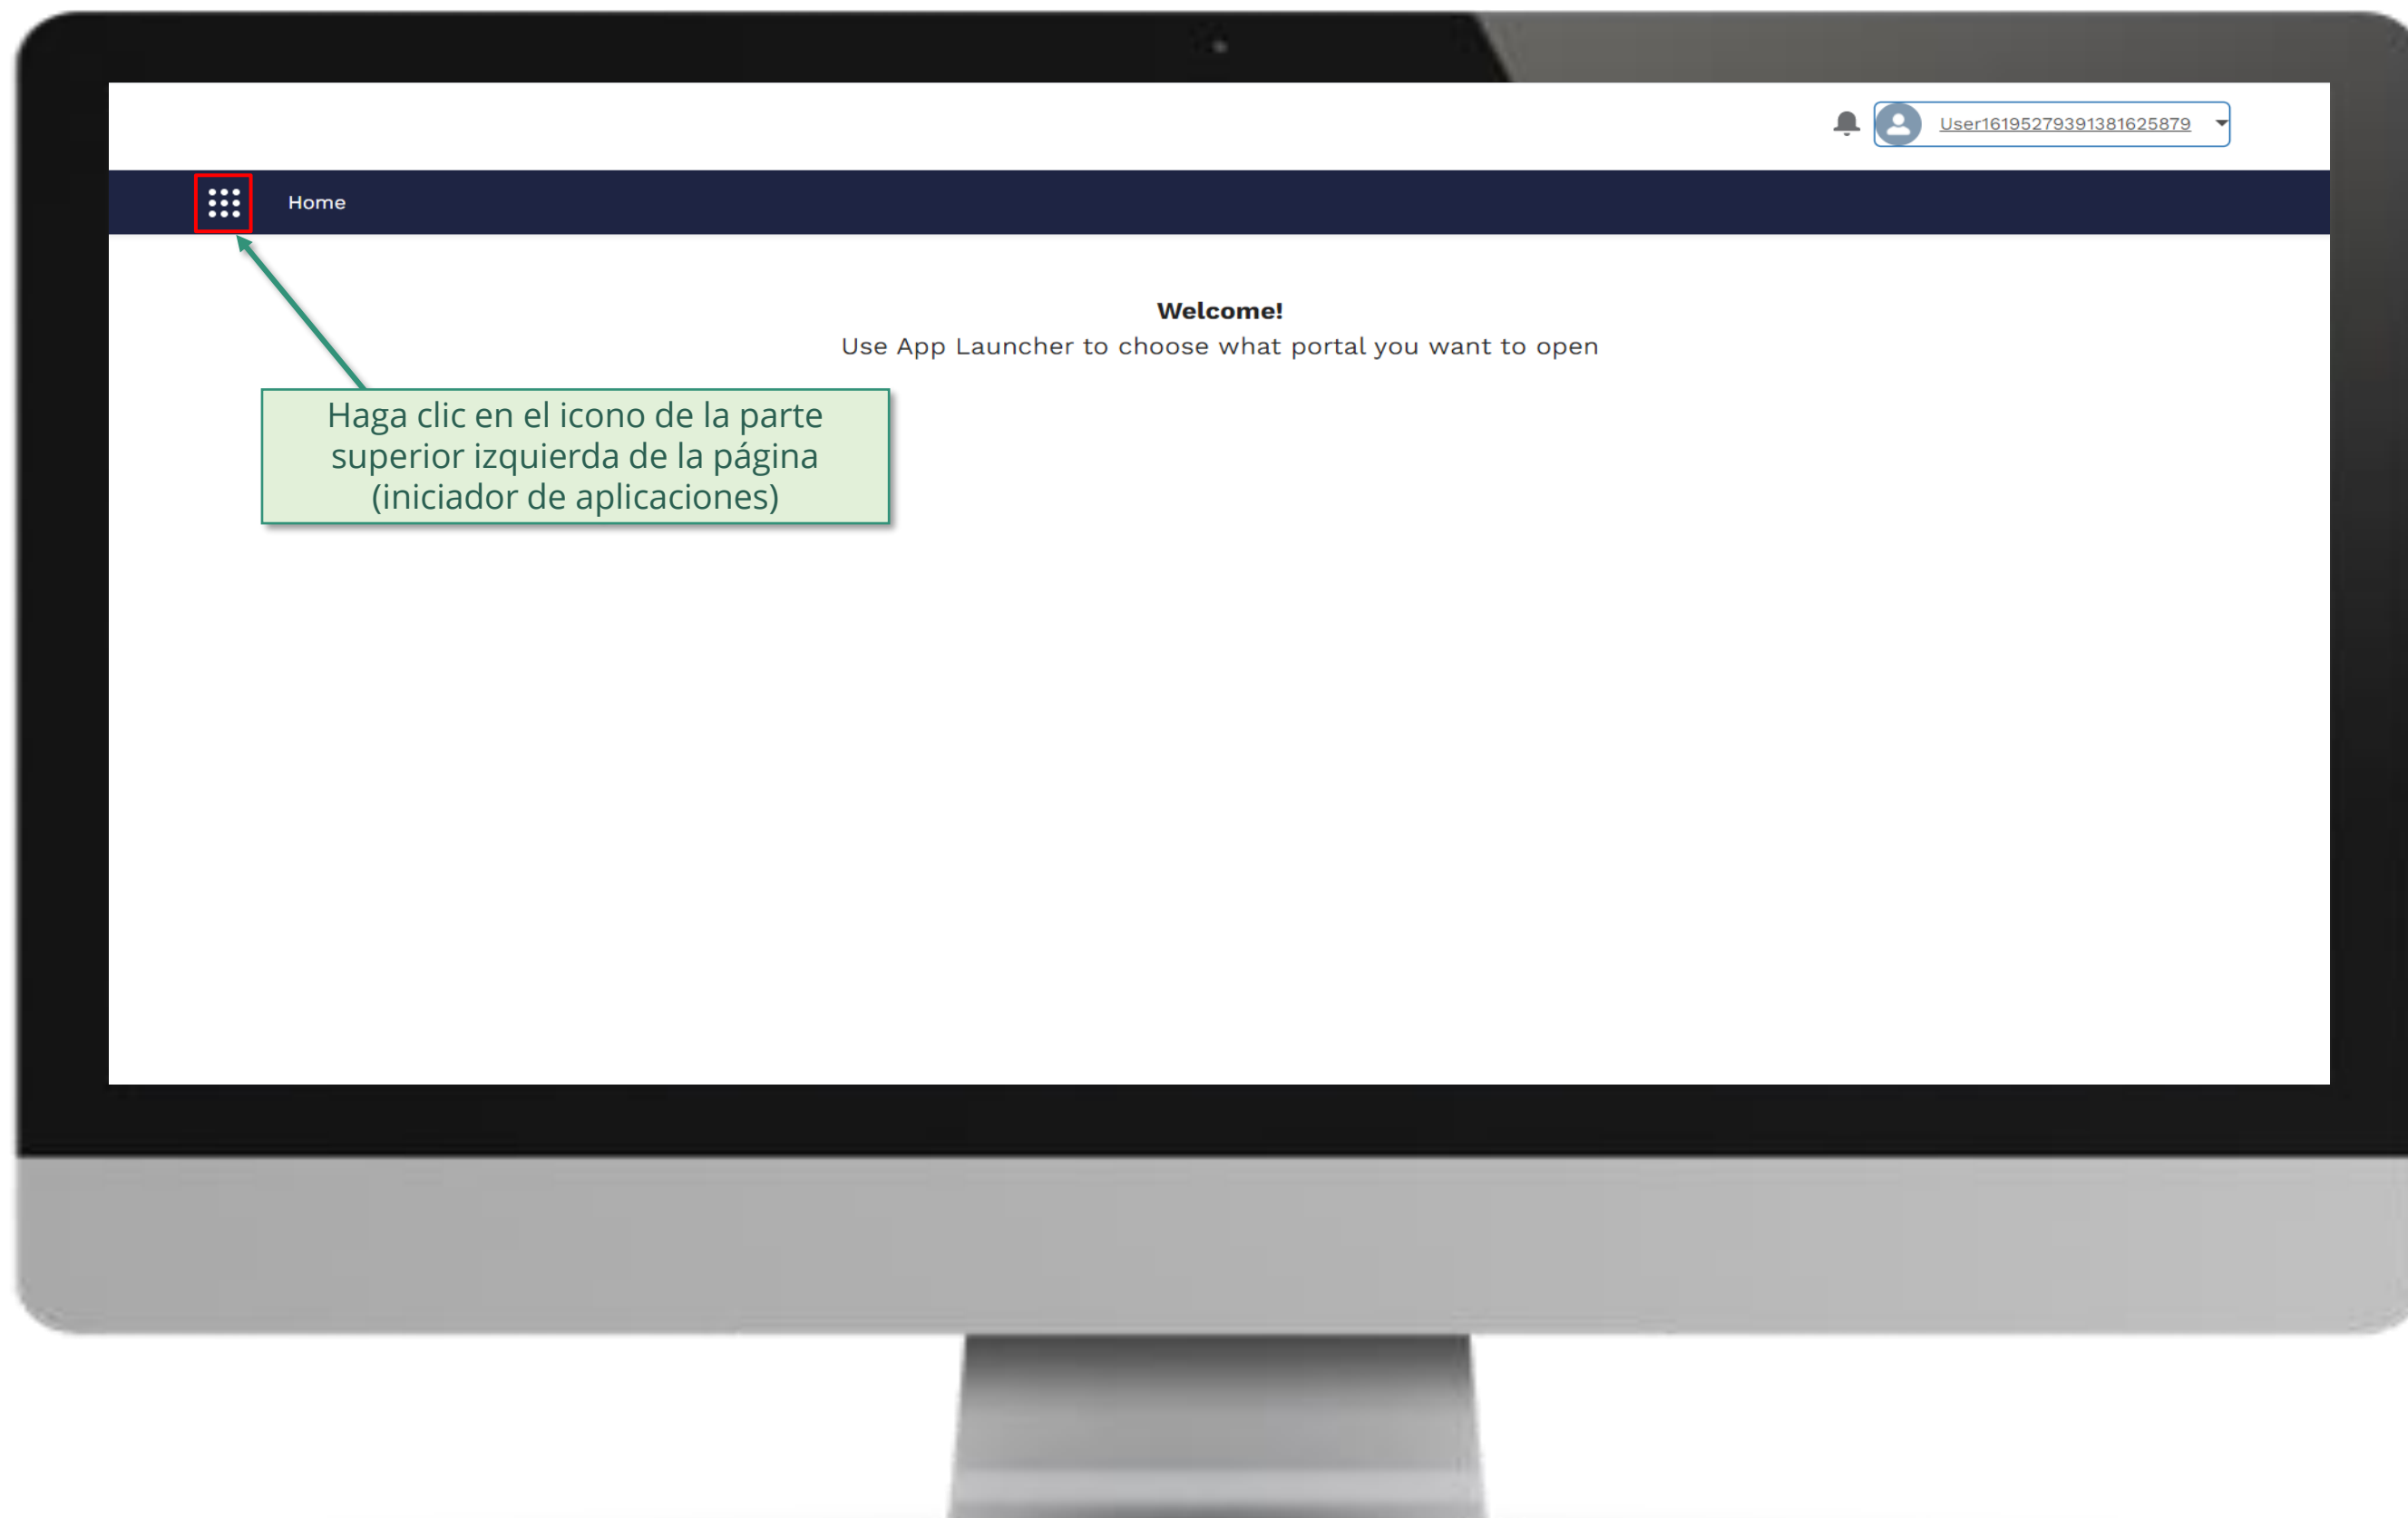 User16195279391381625879
Home
Welcome!
Use App Launcher to choose what portal you want to open
Haga clic en el icono de la parte
superior izquierda de la página
(iniciador de aplicaciones)